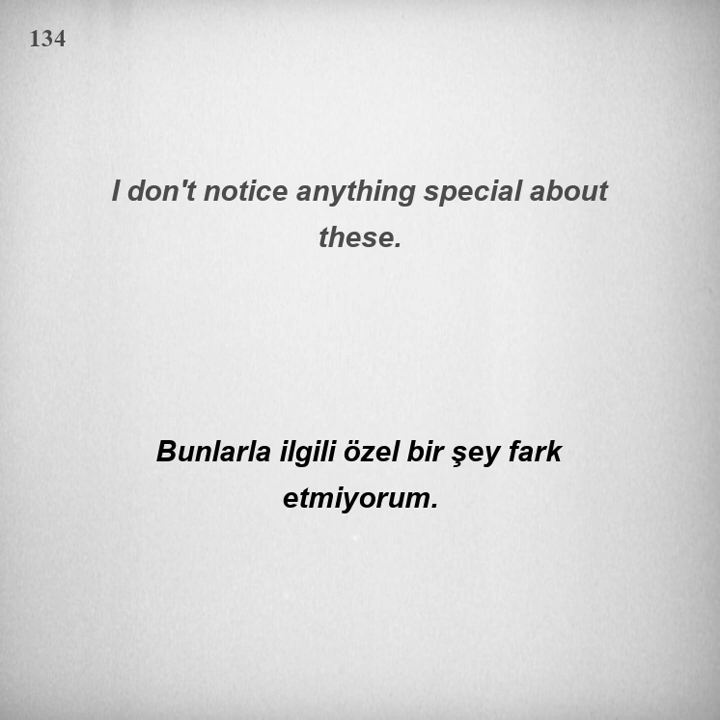 134
I don't notice anything special about
these.
Bunlarla ilgili özel bir şey fark
etmiyorum.